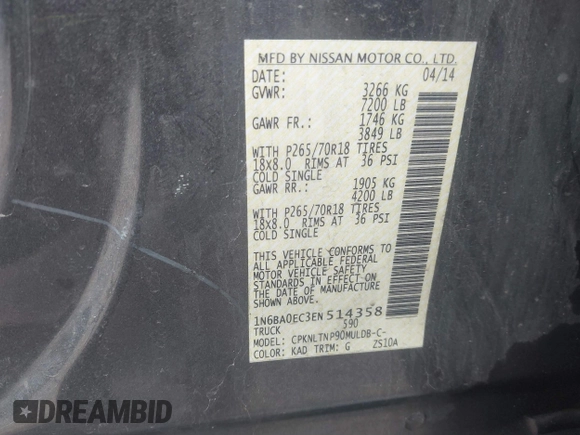 MFD BY NISSAN MOTOR CO., LTD.
DATE: 04/14
GVWR: 3266 KG
7200 LB
GAWR FR.: 1746 KG
3849 LB
WITH P265/70R18 TIRES
18x8.0 RIMS AT 36 PSI
COLD SINGLE
GAWR RR.: 1905 KG
4200 LB
WITH P265/70R18 TIRES
18x8.0 RIMS AT 36 PSI
COLD SINGLE
THIS VEHICLE CONFORMS TO
ALL APPLICABLE FEDERAL
MOTOR VEHICLE SAFETY
STANDARDS IN EFFECT ON
THE DATE OF MANUFACTURE
SHOWN ABOVE.
1N6BA0EC3EN514358
TRUCK S90
MODEL: CPKNLTNP90MULDB-C-
COLOR: KAD TRIM: G ZS10A
DREAMBID